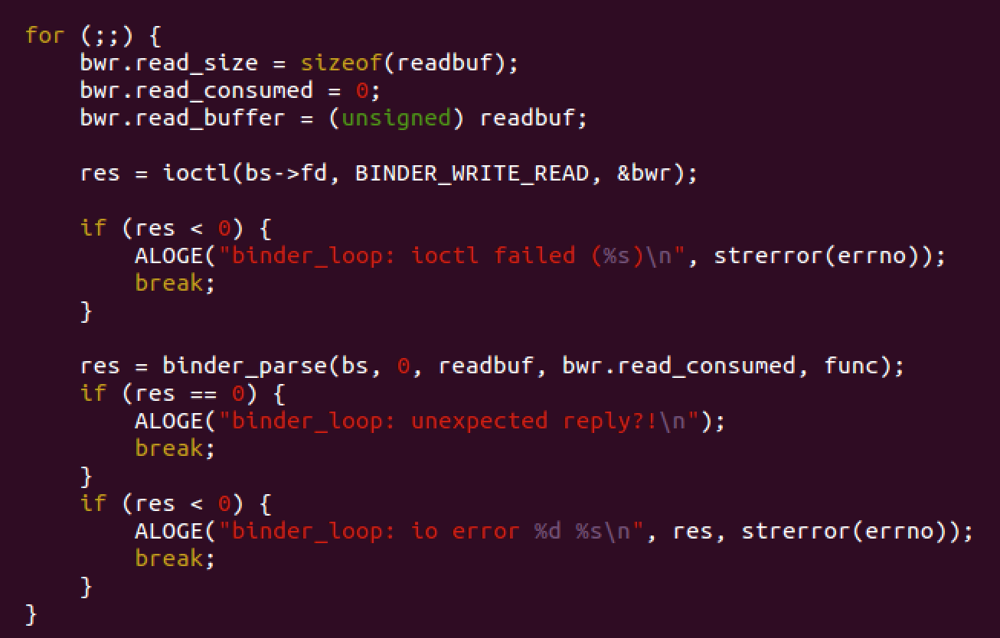 for (;;) {
    bwr.read_size = sizeof(readbuf);
    bwr.read_consumed = 0;
    bwr.read_buffer = (unsigned) readbuf;

    res = ioctl(bs->fd, BINDER_WRITE_READ, &bwr);

    if (res < 0) {
        ALOGE("binder_loop: ioctl failed (%s)\n", strerror(errno));
        break;
    }

    res = binder_parse(bs, 0, readbuf, bwr.read_consumed, func);
    if (res == 0) {
        ALOGE("binder_loop: unexpected reply?!\n");
        break;
    }
    if (res < 0) {
        ALOGE("binder_loop: io error %d %s\n", res, strerror(errno));
        break;
    }
}